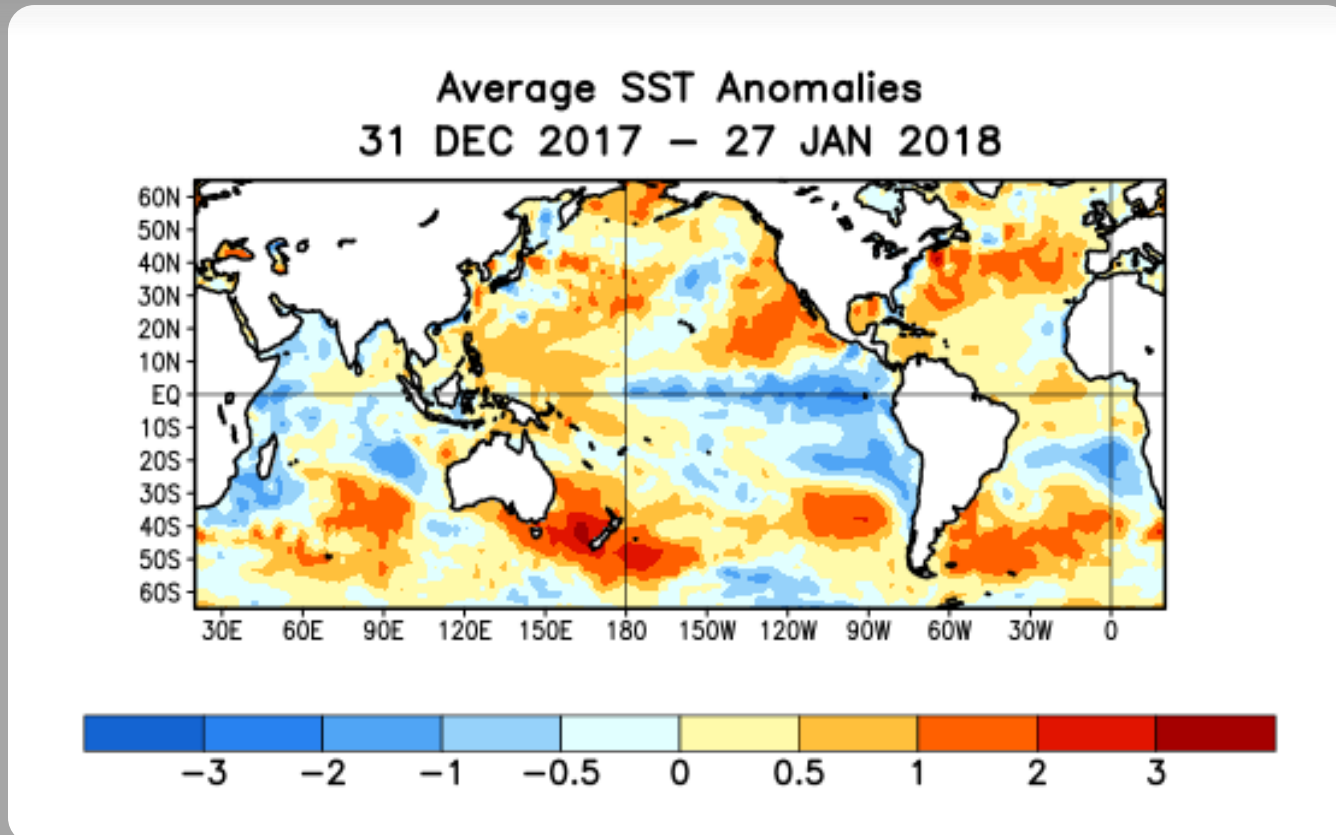 Average SST Anomalies
31 DEC 2017 – 27 JAN 2018
60N
50N
40N
30N
20N
10N
EQ
10S
20S
30S
40S
50S
60S
30E 60E 90E 120E 150E 180 150W 120W 90W 60W 30W 0
−3 −2 −1 −0.5 0 0.5 1 2 3